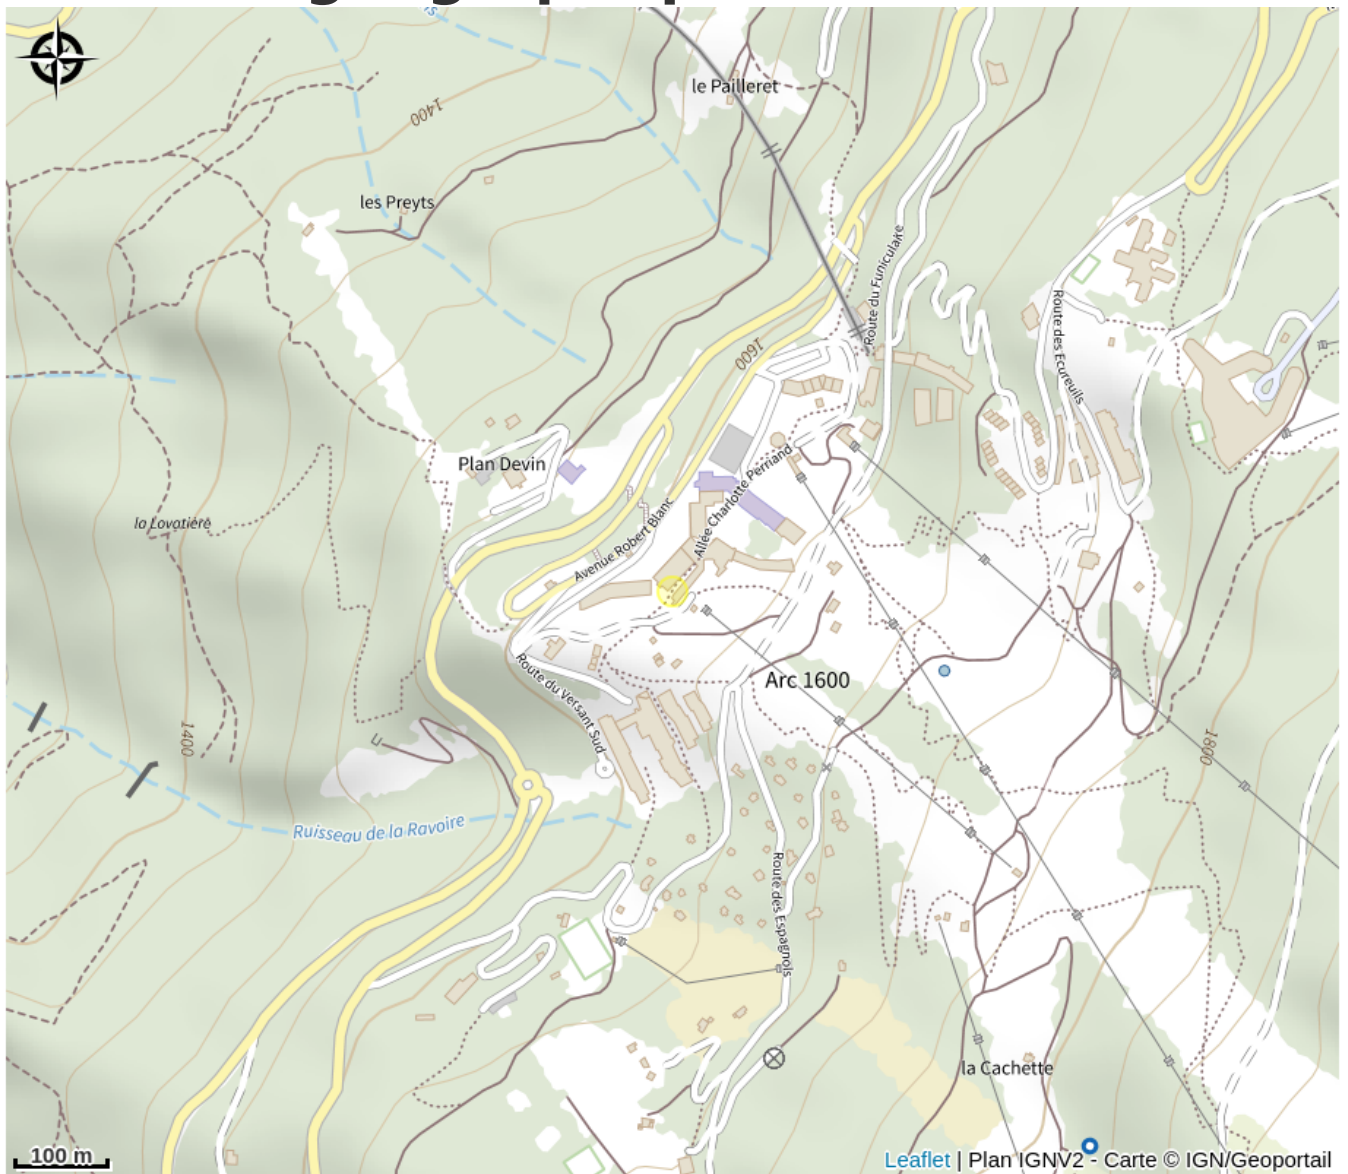 le Pailleret
1400
les Preyts
Route du Funiculaire
Route des Ecureuils
1600
Plan Devin
Allée Charlotte Perriand
la Lovatière
Avenue Robert Blanc
Route du Versant Sud
Arc 1600
1400
1800
Ruisseau de la Ravoire
Route des Espagnols
la Cachette
100 m
Leaflet | Plan IGNV2 - Carte © IGN/Geoportail